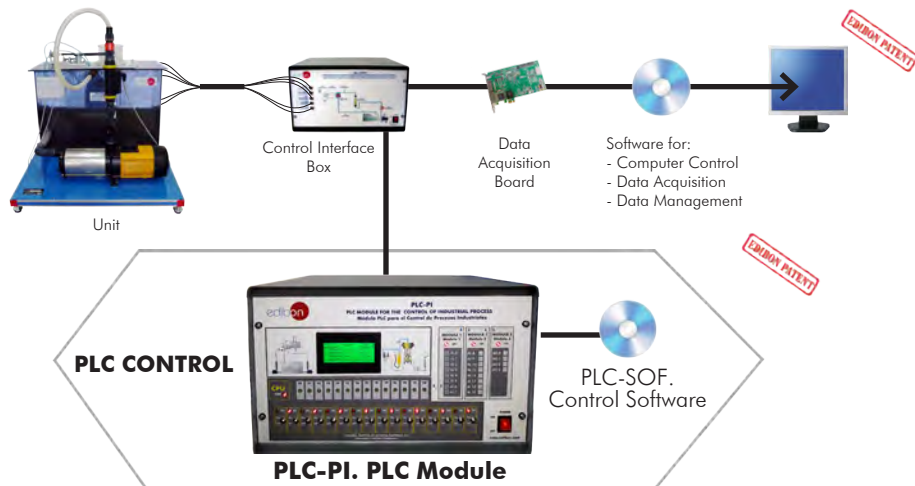 EDIBON PATENT
Control Interface
Box
Data
Acquisition
Board
Software for:
- Computer Control
- Data Acquisition
- Data Management
Unit
EDIBON PATENT
PLC CONTROL
edibon
PLC-PI
PLC MODULE FOR THE CONTROL OF INDUSTRIAL PROCESS
Módulo PLC para el Control de Procesos Industriales
CPU
PLC-SOF.
Control Software
PLC-PI. PLC Module